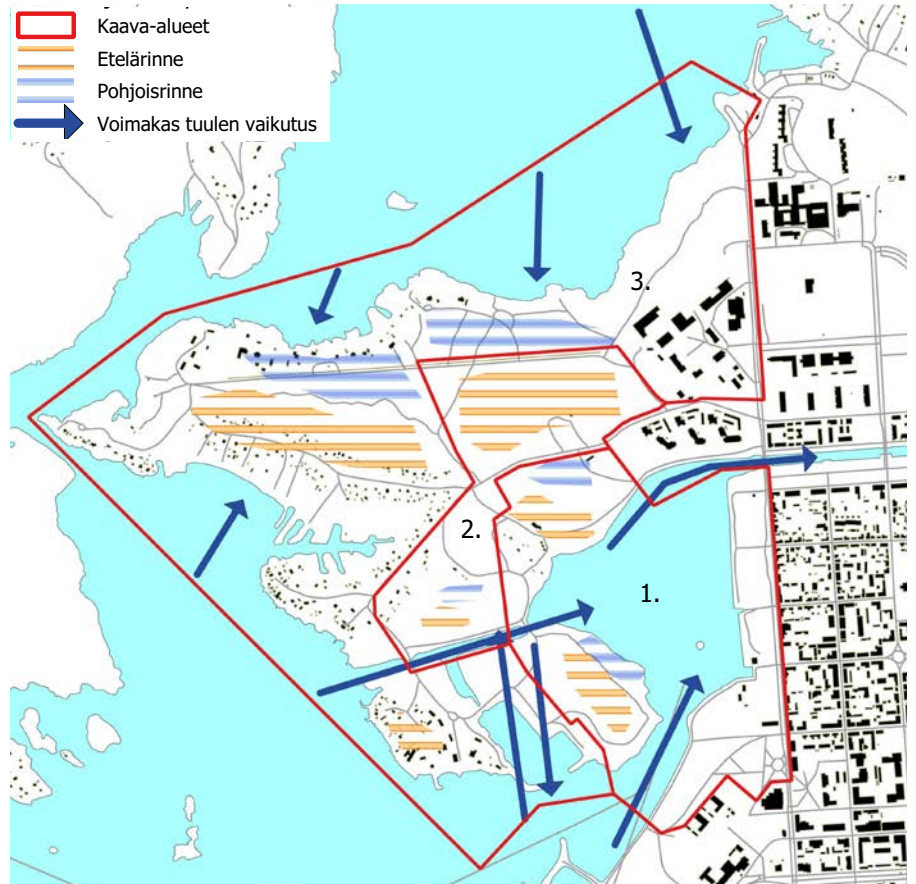 Kaava-alueet
Etelärinne
Pohjoisrinne
Voimakas tuulen vaikutus
3.
2.
1.